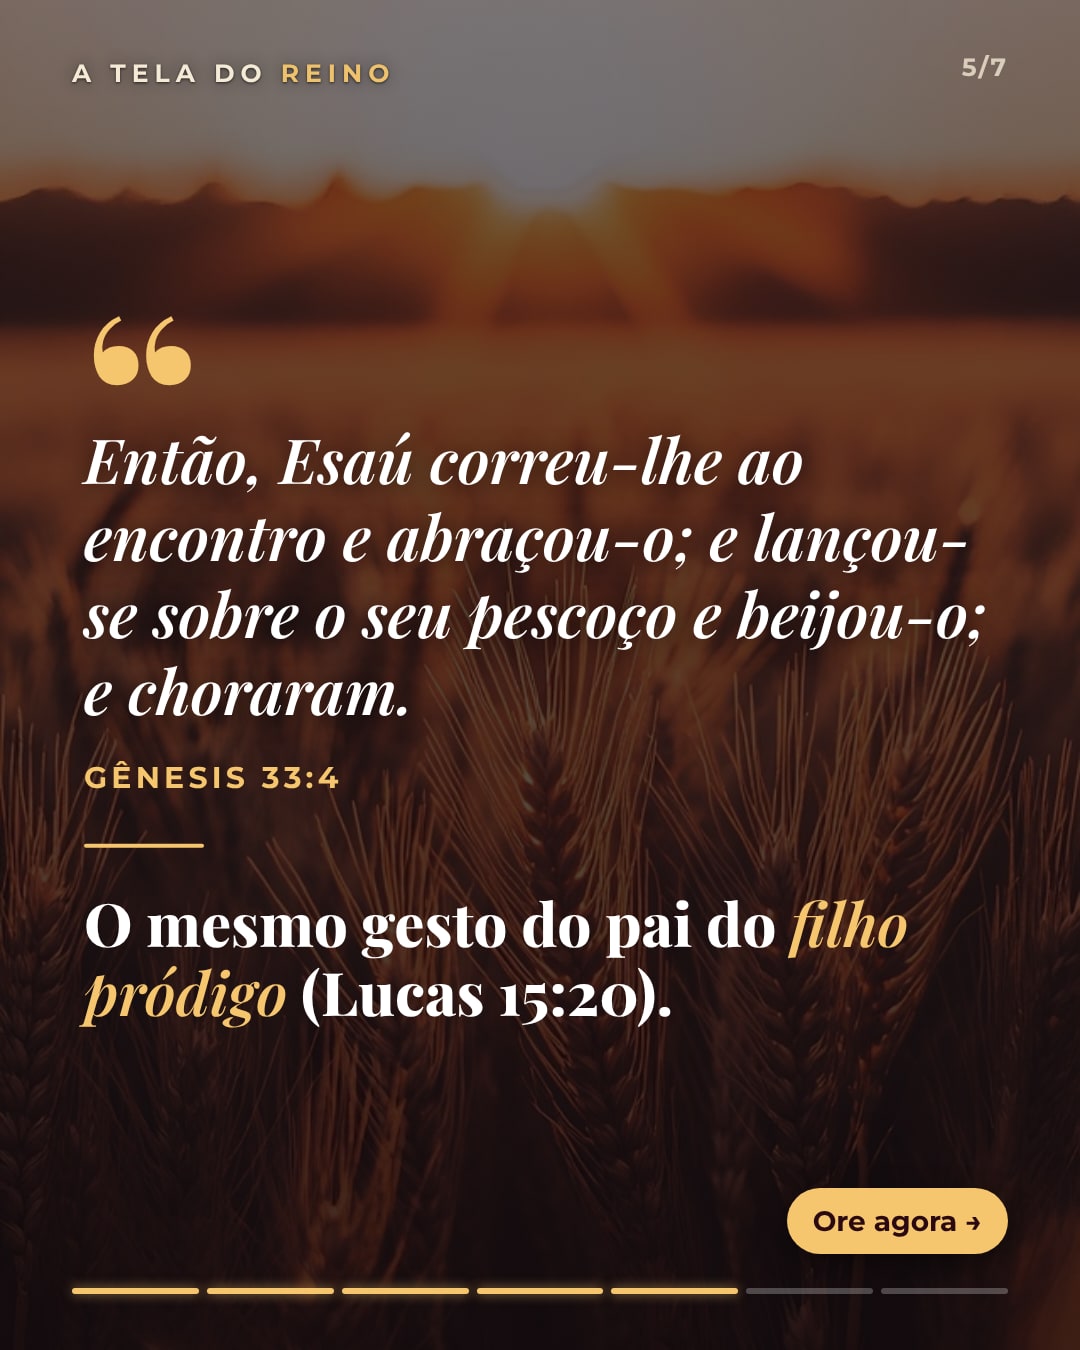 A TELA DO REINO
5/7
“
Então, Esaú correu-lhe ao
encontro e abraçou-o; e lançou-
se sobre o seu pescoço e beijou-o;
e choraram.
GÊNESIS 33:4
O mesmo gesto do pai do filho
pródigo (Lucas 15:20).
Ore agora →